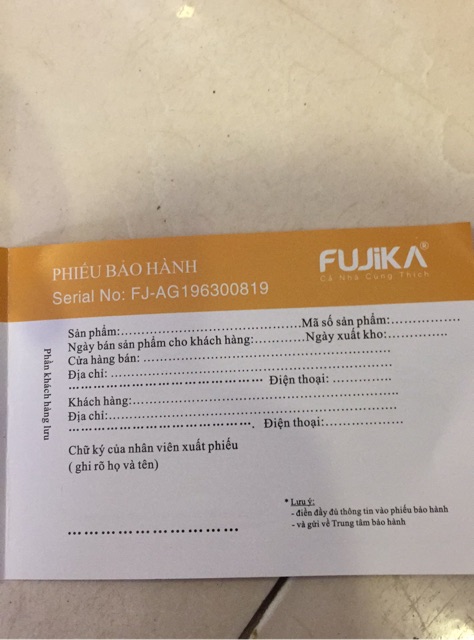 PHIẾU BẢO HÀNH
Serial No: FJ-AG196300819
FUJiKA®
Cả Nhà Cùng Thích
Sản phẩm:..............................................Mã số sản phẩm:.................
Ngày bán sản phẩm cho khách hàng:.............Ngày xuất kho:...............
Cửa hàng bán: ..............................................................
Địa chỉ: .......................................................................
.................................................. Điện thoại: ..............
Khách hàng:...................................................................
Địa chỉ:.........................................................................
................................................. Điện thoại:....................
Chữ ký của nhân viên xuất phiếu
( ghi rõ họ và tên)
..............................
* Lưu ý:
- điền đầy đủ thông tin vào phiếu bảo hành
- và gửi về Trung tâm bảo hành
Phần khách hàng lưu